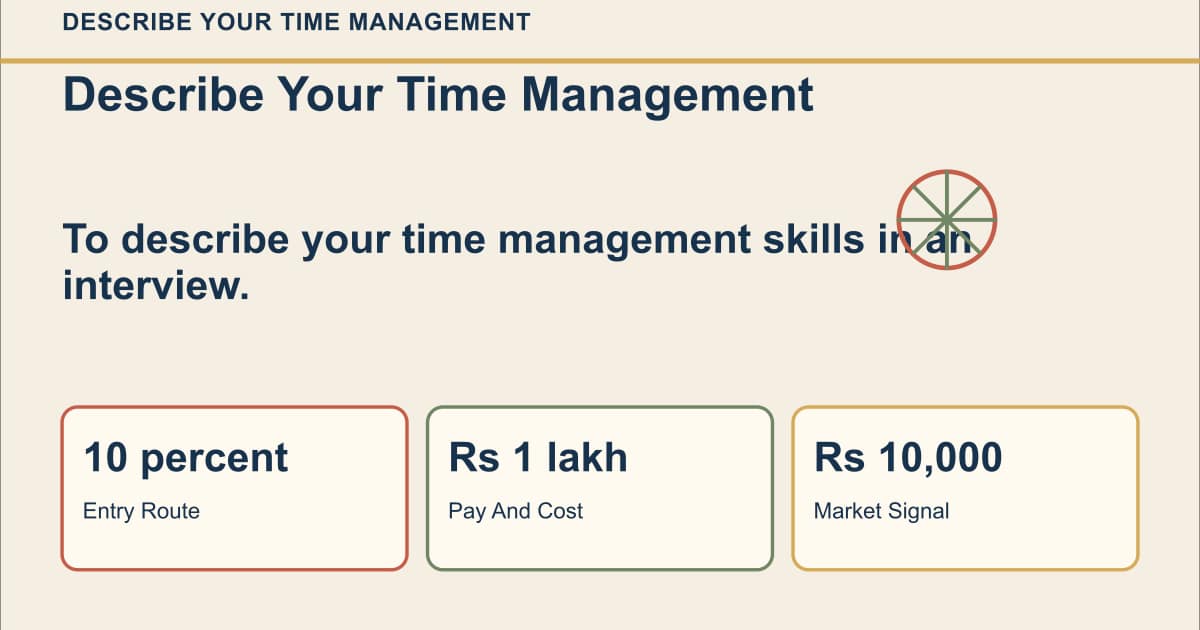 DESCRIBE YOUR TIME MANAGEMENT
Describe Your Time Management
To describe your time management skills in an
interview.
10 percent
Entry Route
Rs 1 lakh
Pay And Cost
Rs 10,000
Market Signal